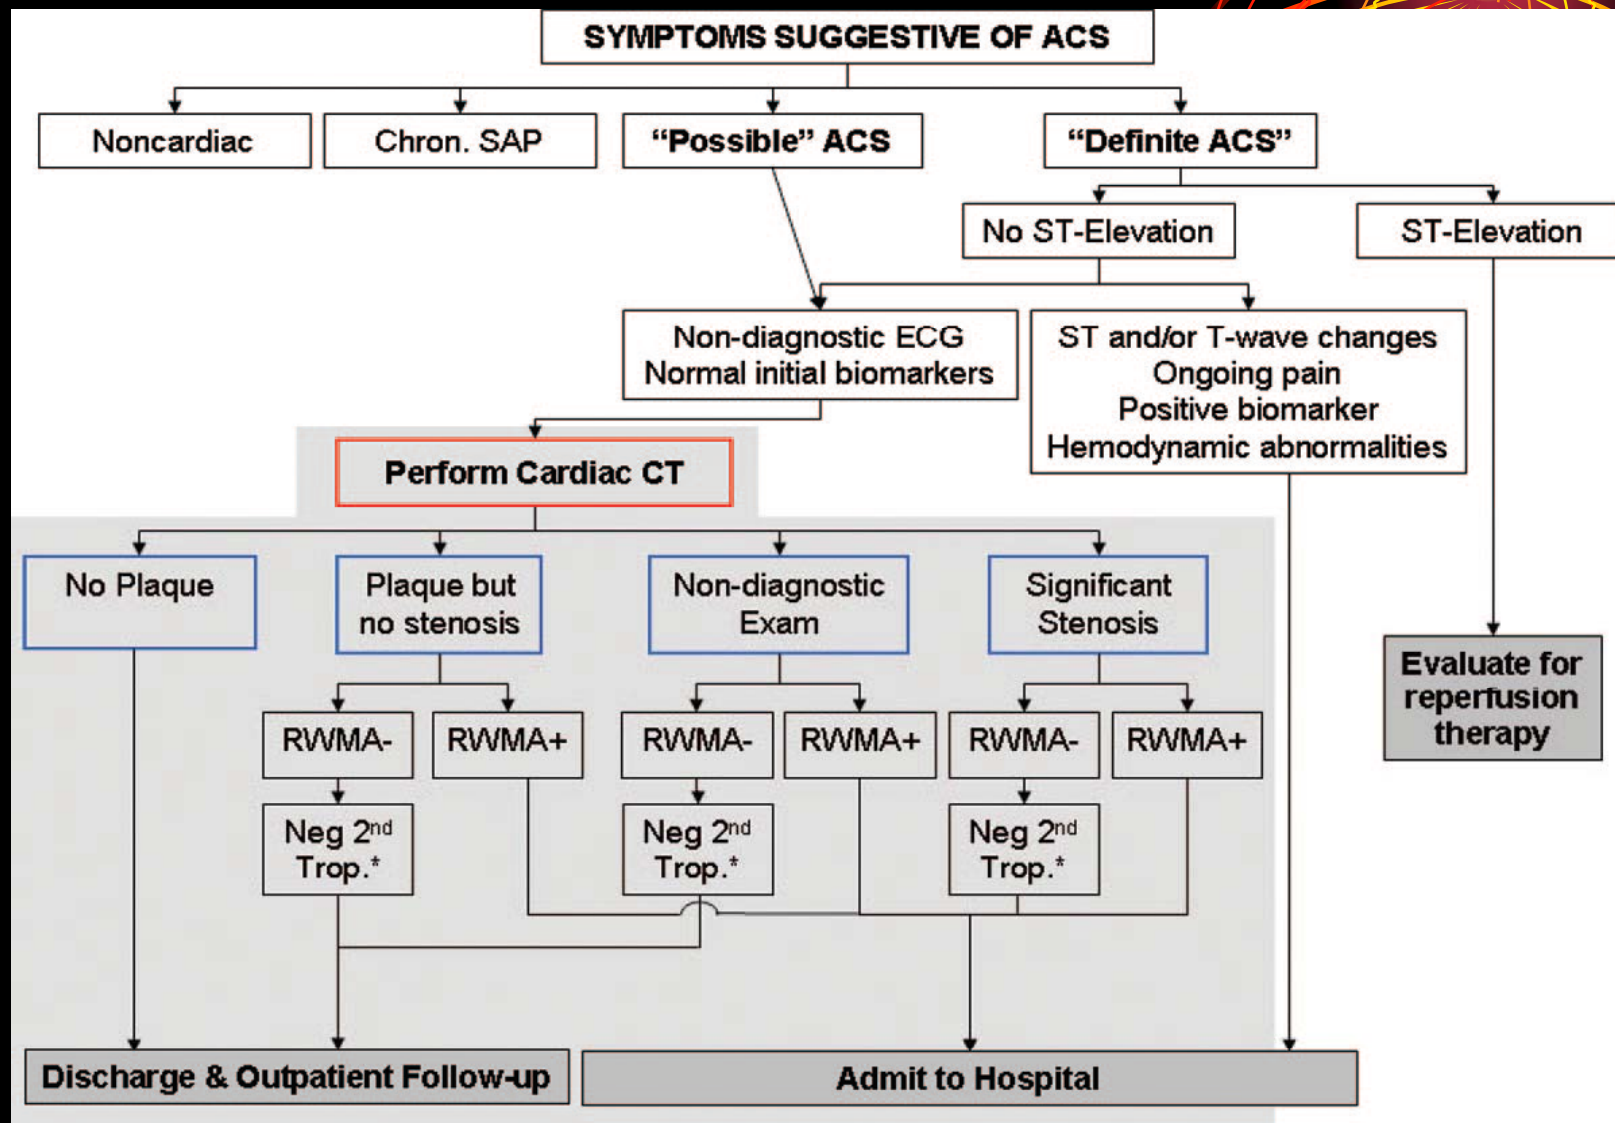 SYMPTOMS SUGGESTIVE OF ACS
Noncardiac
Chron. SAP
“Possible” ACS
“Definite ACS”
No ST-Elevation
ST-Elevation
Non-diagnostic ECG
Normal initial biomarkers
ST and/or T-wave changes
Ongoing pain
Positive biomarker
Hemodynamic abnormalities
Perform Cardiac CT
No Plaque
Plaque but
no stenosis
Non-diagnostic
Exam
Significant
Stenosis
Evaluate for
reperfusion
therapy
RWMA-
RWMA+
RWMA-
RWMA+
RWMA-
RWMA+
Neg 2nd
Trop.*
Neg 2nd
Trop.*
Neg 2nd
Trop.*
Discharge & Outpatient Follow-up
Admit to Hospital